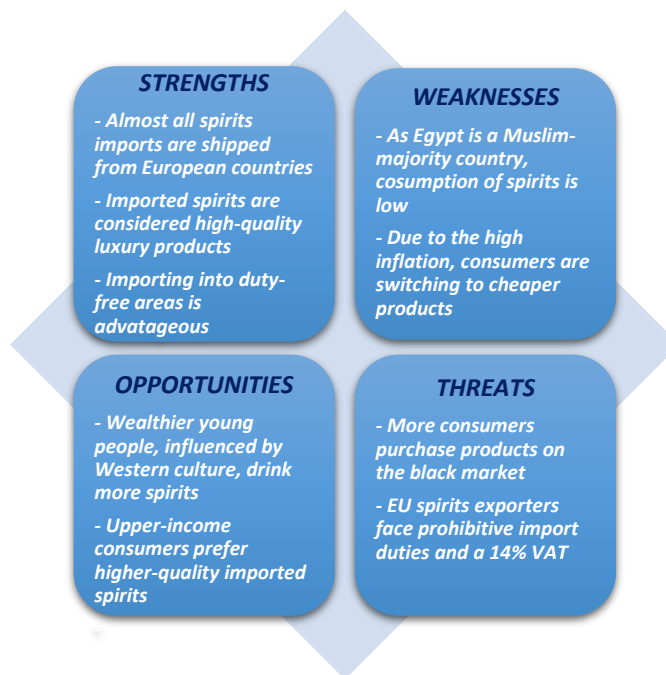 STRENGTHS
- Almost all spirits
imports are shipped
from European countries
- Imported spirits are
considered high-quality
luxury products
- Importing into duty-
free areas is
advatageous
WEAKNESSES
- As Egypt is a Muslim-
majority country,
cosumption of spirits is
low
- Due to the high
inflation, consumers are
switching to cheaper
products
OPPORTUNITIES
- Wealthier young
people, influenced by
Western culture, drink
more spirits
- Upper-income
consumers prefer
higher-quality imported
spirits
THREATS
- More consumers
purchase products on
the black market
- EU spirits exporters
face prohibitive import
duties and a 14% VAT